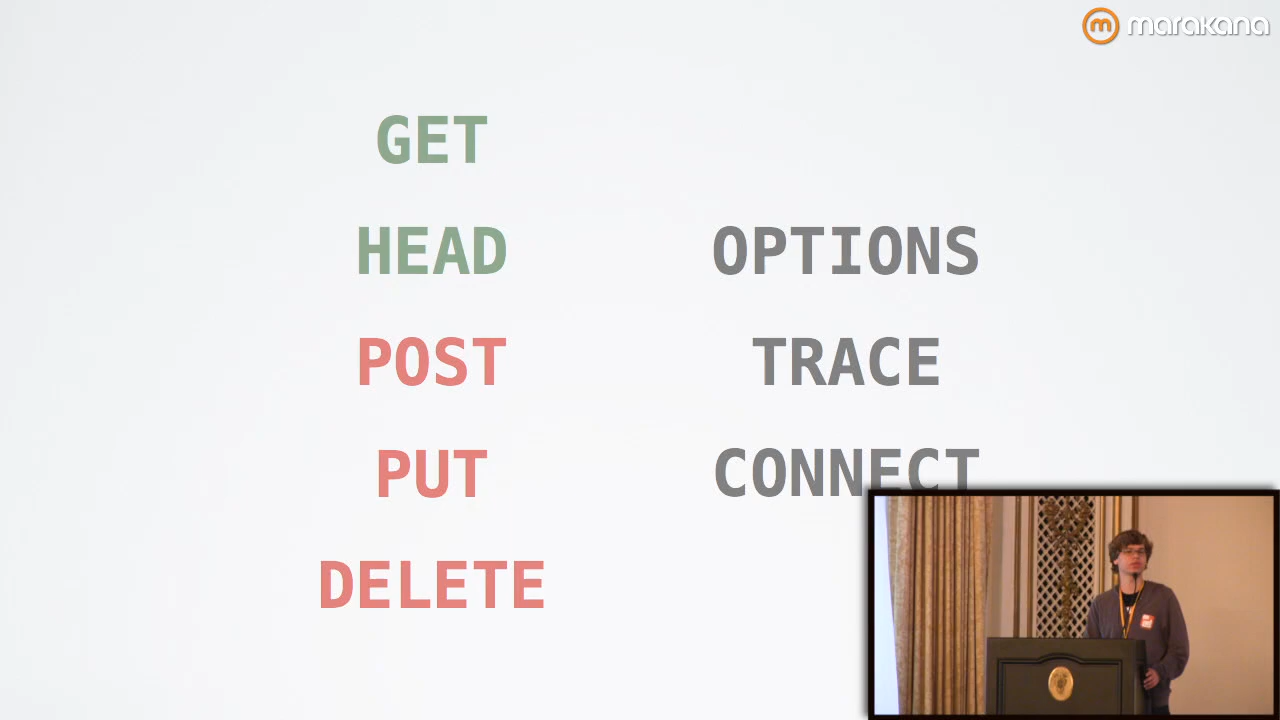 marakana
GET
HEAD
POST
PUT
DELETE
OPTIONS
TRACE
CONNECT